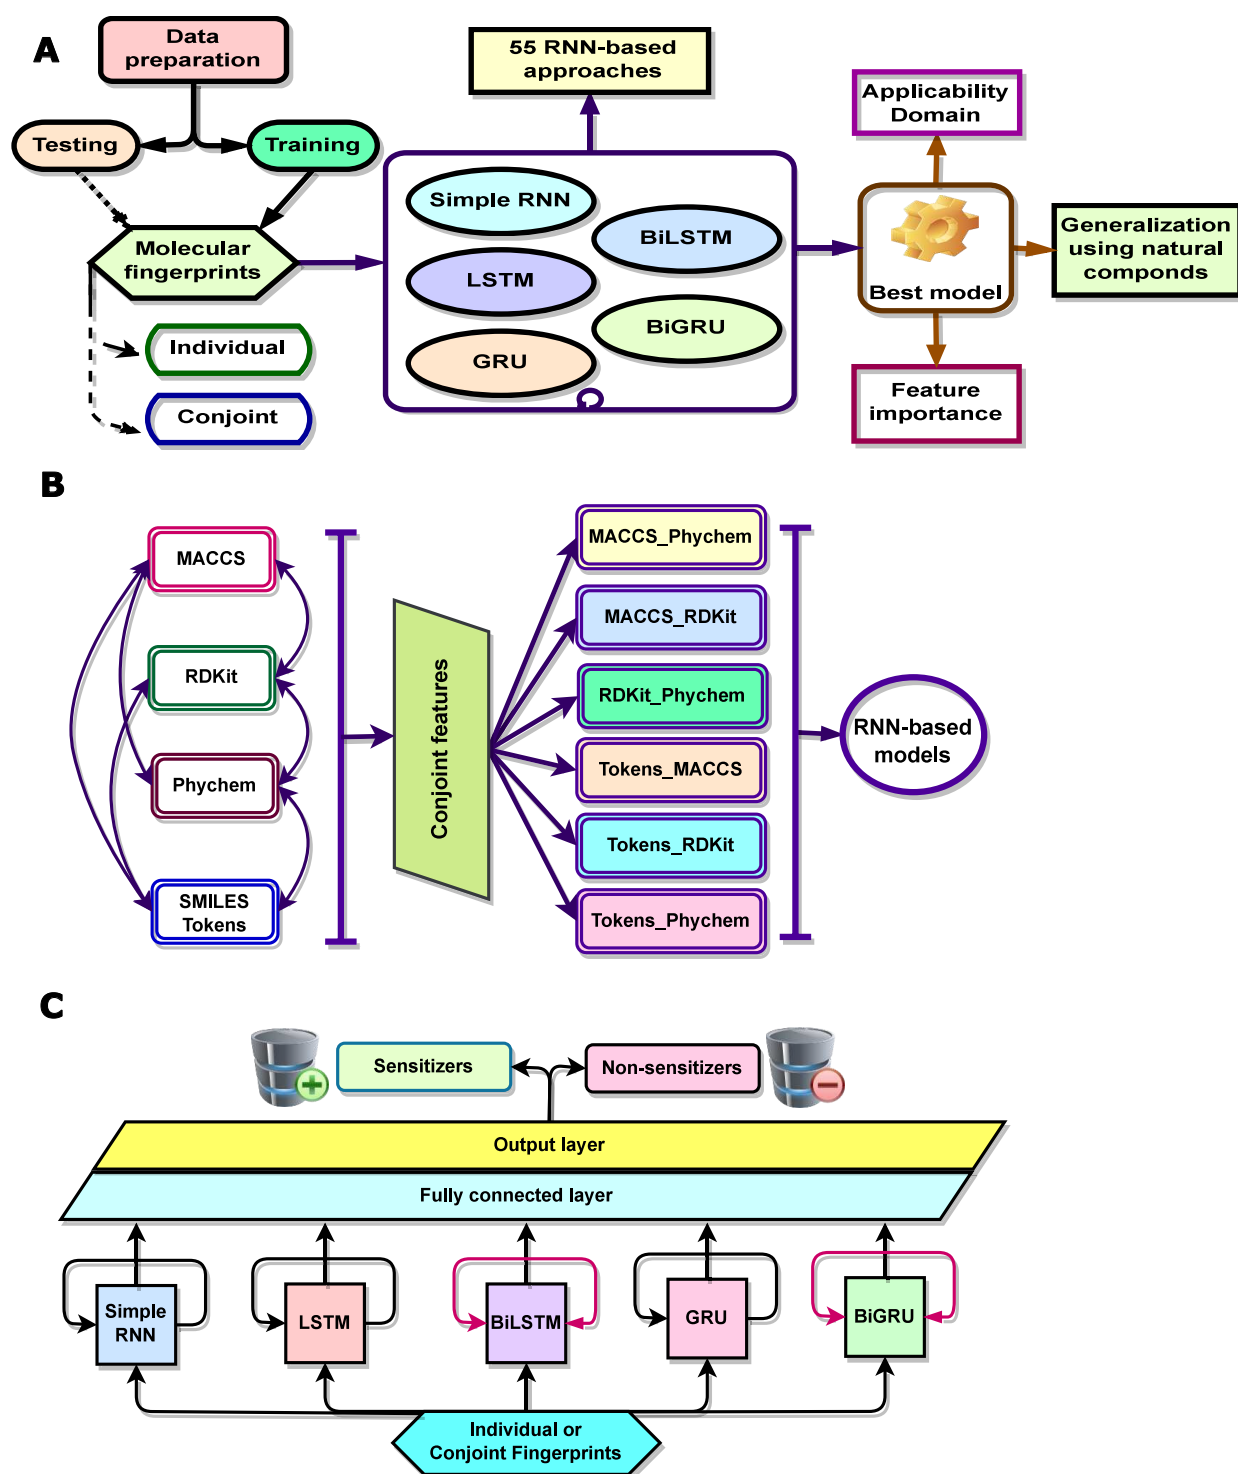 A
Data
preparation
55 RNN-based
approaches
Applicability
Domain
Testing
Training
Simple RNN
BiLSTM
Molecular
fingerprints
LSTM
Best model
Generalization
using natural
componds
Individual
BiGRU
GRU
Conjoint
Feature
importance
B
MACCS
RDKit
Phychem
SMILES
Tokens
Conjoint features
MACCS_Phychem
MACCS_RDKit
RDKit_Phychem
Tokens_MACCS
Tokens_RDKit
Tokens_Phychem
RNN-based
models
C
Sensitizers
Non-sensitizers
Output layer
Fully connected layer
Simple
RNN
LSTM
BiLSTM
GRU
BiGRU
Individual or
Conjoint Fingerprints